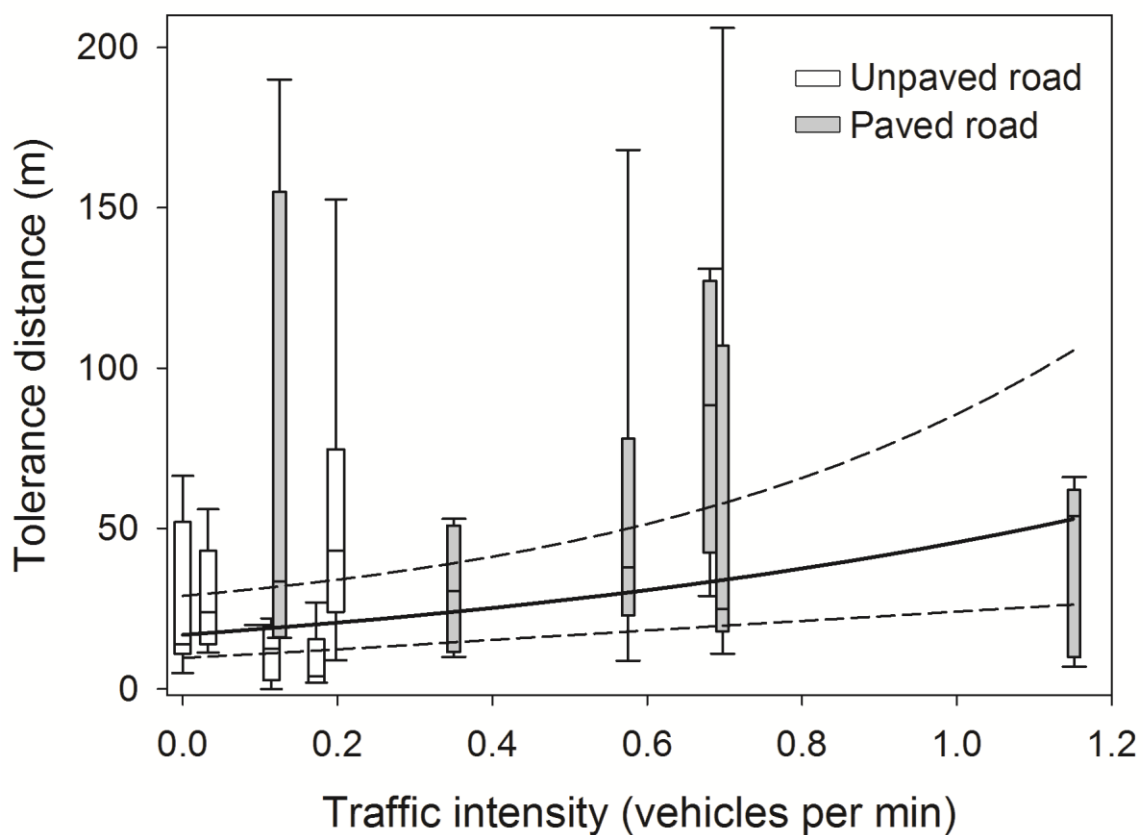 200
150
100
50
0
Tolerance distance (m)
Unpaved road
Paved road
0.0 0.2 0.4 0.6 0.8 1.0 1.2
Traffic intensity (vehicles per min)